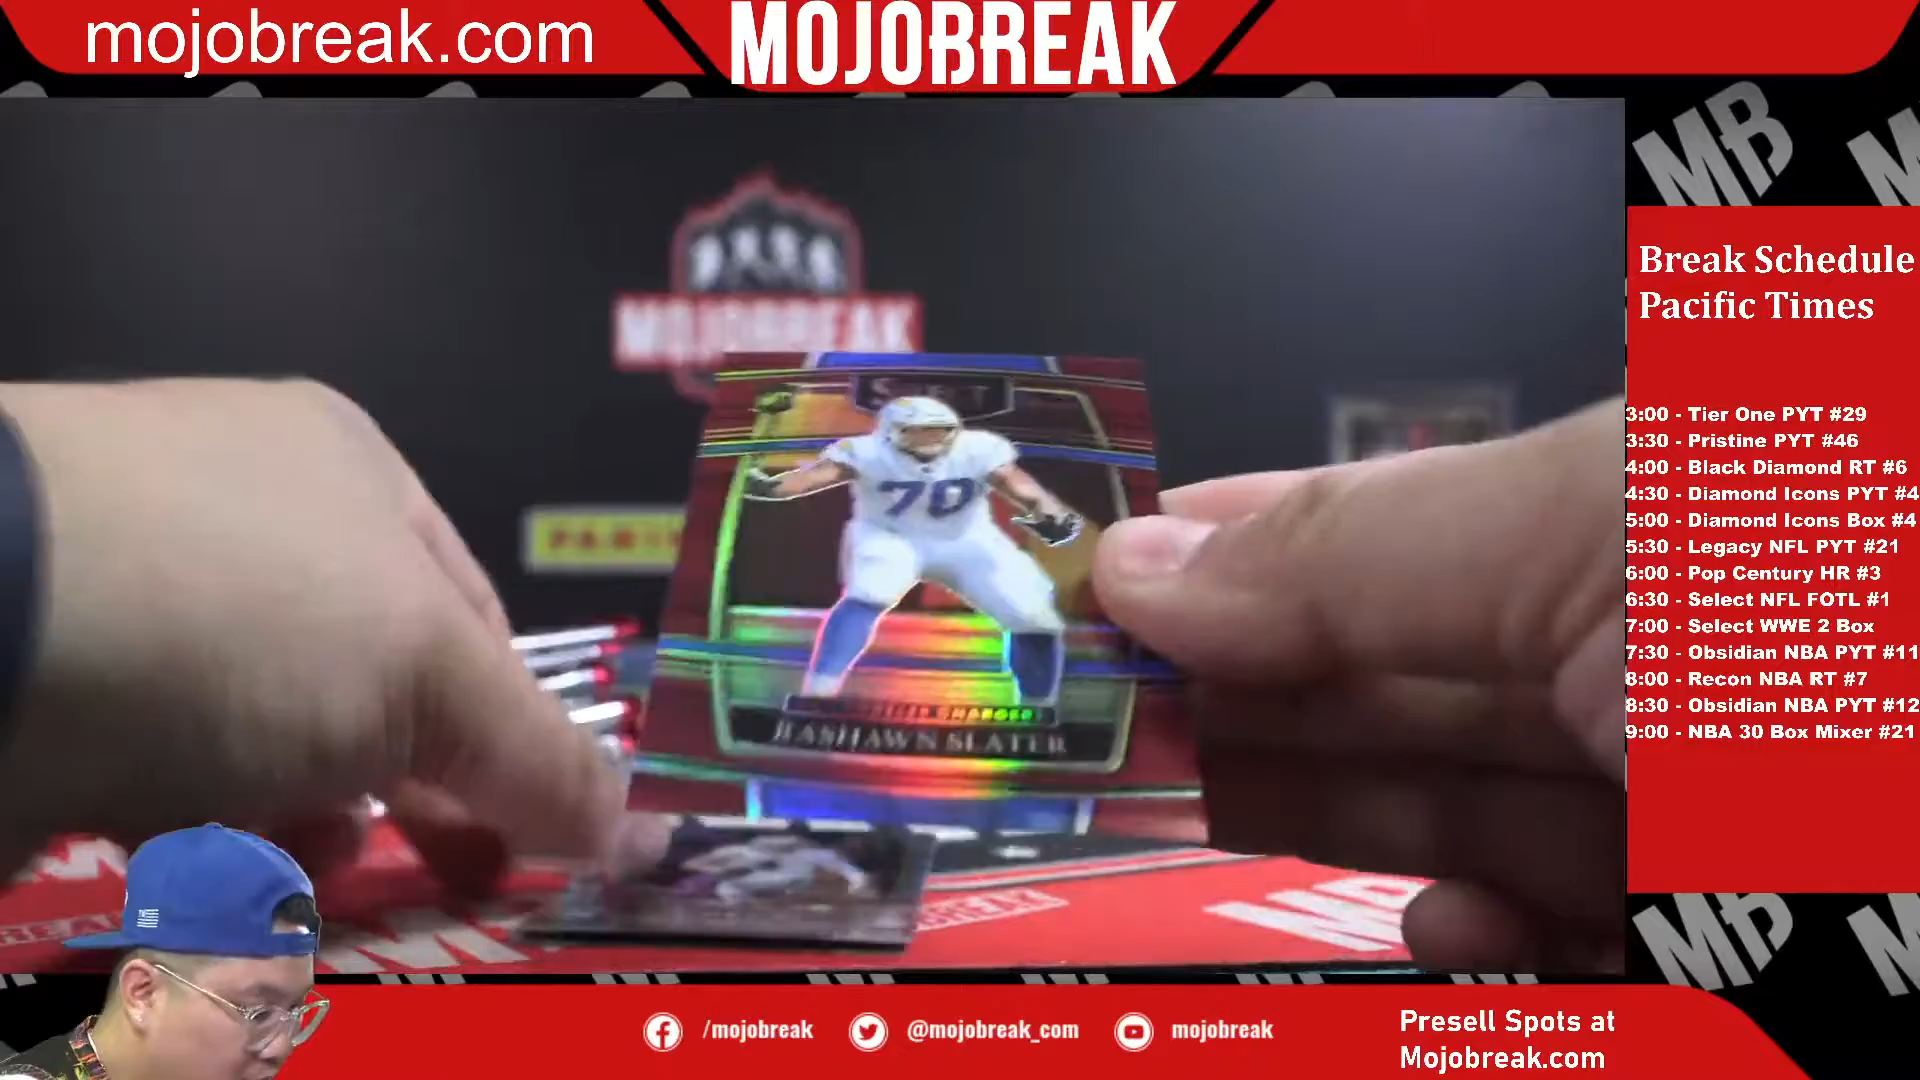 mojobreak.com
MOJOBREAK
MOJOBREAK
Break Schedule
Pacific Times
3:00 - Tier One PYT #29
3:30 - Pristine PYT #46
4:00 - Black Diamond RT #6
4:30 - Diamond Icons PYT #4
5:00 - Diamond Icons Box #4
5:30 - Legacy NFL PYT #21
6:00 - Pop Century HR #3
6:30 - Select NFL FOTL #1
7:00 - Select WWE 2 Box
7:30 - Obsidian NBA PYT #11
8:00 - Recon NBA RT #7
8:30 - Obsidian NBA PYT #12
9:00 - NBA 30 Box Mixer #21
SELECT
70
RASHAWN SLATER
MB
MB
/mojobreak
@mojobreak_com
mojobreak
Presell Spots at
Mojobreak.com